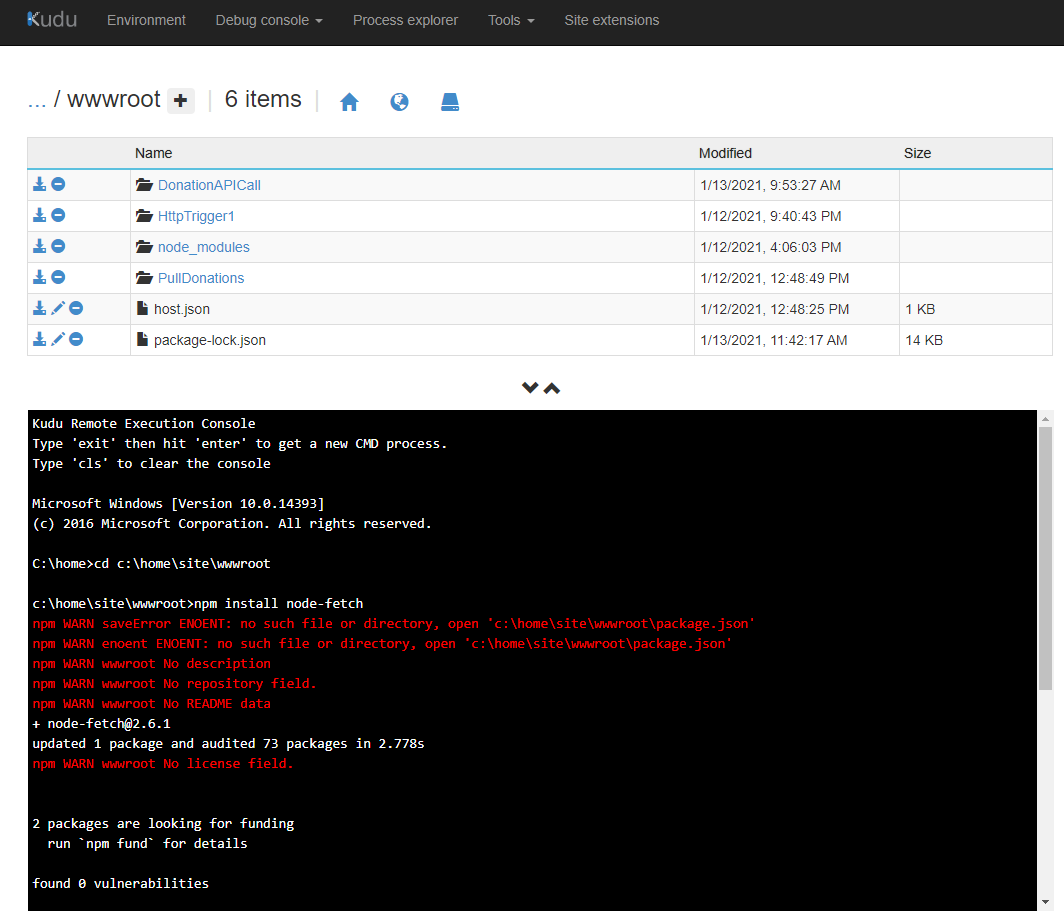 Kudu Environment Debug console Process explorer Tools Site extensions
... / wwwroot + | 6 items |
Name Modified Size
DonationAPICall 1/13/2021, 9:53:27 AM
HttpTrigger1 1/12/2021, 9:40:43 PM
node_modules 1/12/2021, 4:06:03 PM
PullDonations 1/12/2021, 12:48:49 PM
host.json 1/12/2021, 12:48:25 PM 1 KB
package-lock.json 1/13/2021, 11:42:17 AM 14 KB
Kudu Remote Execution Console
Type 'exit' then hit 'enter' to get a new CMD process.
Type 'cls' to clear the console
Microsoft Windows [Version 10.0.14393]
(c) 2016 Microsoft Corporation. All rights reserved.
C:\home>cd c:\home\site\wwwroot
c:\home\site\wwwroot>npm install node-fetch
npm WARN saveError ENOENT: no such file or directory, open 'c:\home\site\wwwroot\package.json'
npm WARN enoent ENOENT: no such file or directory, open 'c:\home\site\wwwroot\package.json'
npm WARN wwwroot No description
npm WARN wwwroot No repository field.
npm WARN wwwroot No README data
+ node-fetch@2.6.1
updated 1 package and audited 73 packages in 2.778s
npm WARN wwwroot No license field.
2 packages are looking for funding
run `npm fund` for details
found 0 vulnerabilities